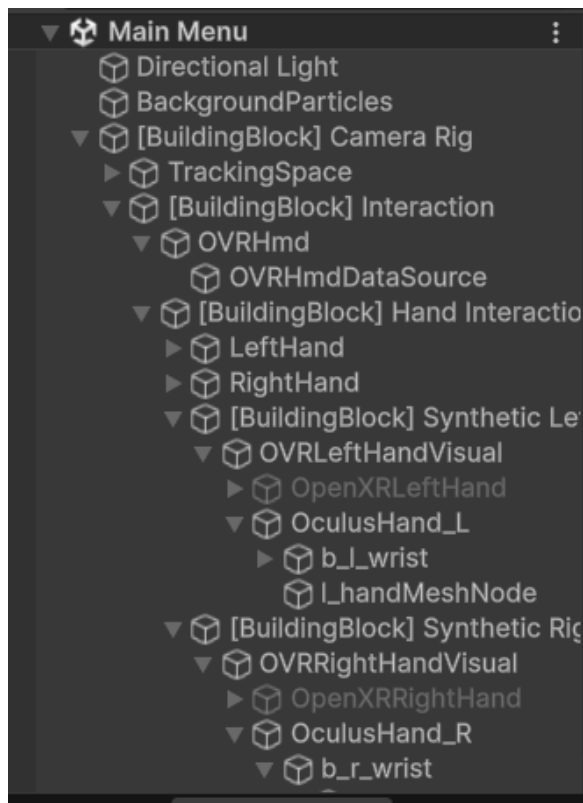 Main Menu
Directional Light
BackgroundParticles
[BuildingBlock] Camera Rig
TrackingSpace
[BuildingBlock] Interaction
OVRHmd
OVRHmdDataSource
[BuildingBlock] Hand Interactio
LeftHand
RightHand
[BuildingBlock] Synthetic Le
OVRLeftHandVisual
OpenXRLeftHand
OculusHand_L
b_l_wrist
l_handMeshNode
[BuildingBlock] Synthetic Rig
OVRRightHandVisual
OpenXRRightHand
OculusHand_R
b_r_wrist